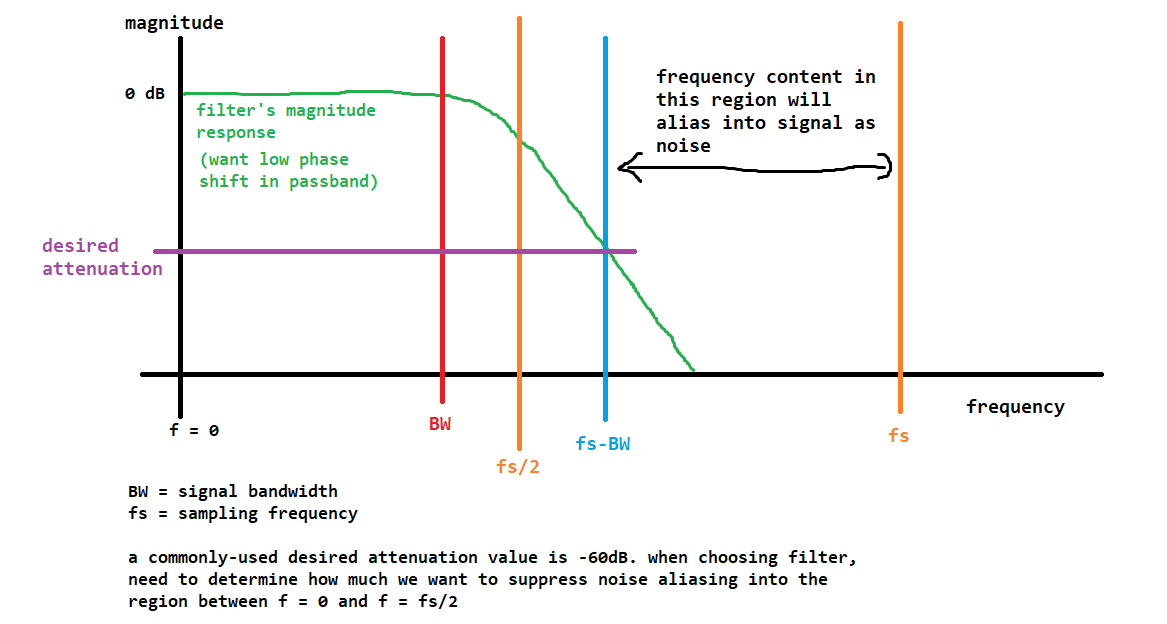 magnitude
0 dB
filter's magnitude
response
(want low phase
shift in passband)
frequency content in
this region will
alias into signal as
noise
desired
attenuation
f = 0
BW
fs/2
fs-BW
fs
frequency
BW = signal bandwidth
fs = sampling frequency
a commonly-used desired attenuation value is -60dB. when choosing filter,
need to determine how much we want to suppress noise aliasing into the
region between f = 0 and f = fs/2